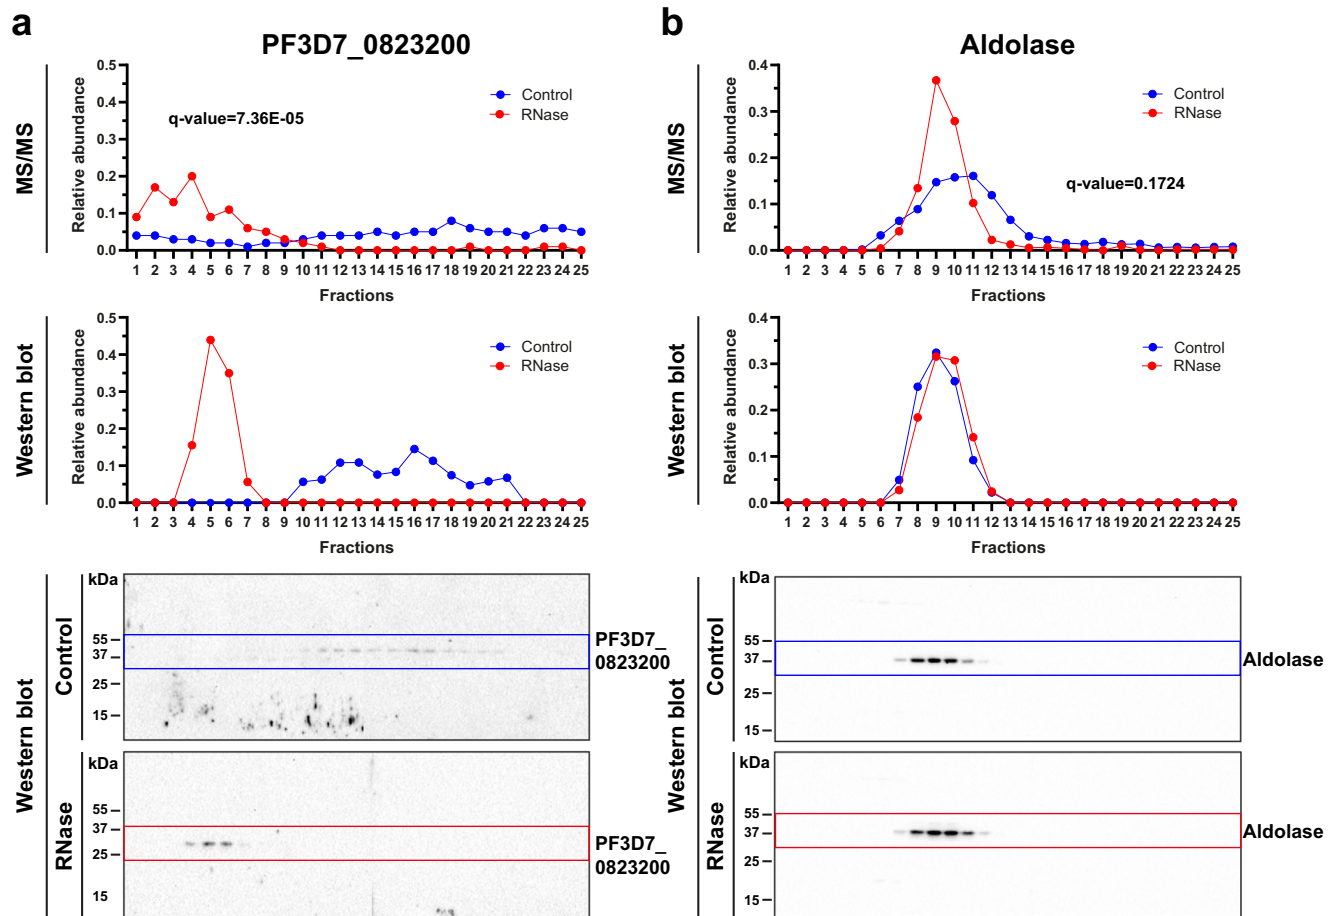 a
PF3D7_0823200
MS/MS
Relative abundance
0.5
0.4
0.3
0.2
0.1
0.0
q-value=7.36E-05
Control
RNase
1 2 3 4 5 6 7 8 9 10 11 12 13 14 15 16 17 18 19 20 21 22 23 24 25
Fractions
Western blot
Relative abundance
0.5
0.4
0.3
0.2
0.1
0.0
Control
RNase
1 2 3 4 5 6 7 8 9 10 11 12 13 14 15 16 17 18 19 20 21 22 23 24 25
Fractions
Western blot
Control
kDa
55
37
25
15
PF3D7_
0823200
RNase
kDa
55
37
25
15
PF3D7_
0823200
b
Aldolase
MS/MS
Relative abundance
0.4
0.3
0.2
0.1
0.0
Control
RNase
q-value=0.1724
1 2 3 4 5 6 7 8 9 10 11 12 13 14 15 16 17 18 19 20 21 22 23 24 25
Fractions
Western blot
Relative abundance
0.4
0.3
0.2
0.1
0.0
Control
RNase
1 2 3 4 5 6 7 8 9 10 11 12 13 14 15 16 17 18 19 20 21 22 23 24 25
Fractions
Western blot
Control
kDa
55
37
25
15
Aldolase
RNase
kDa
55
37
25
15
Aldolase